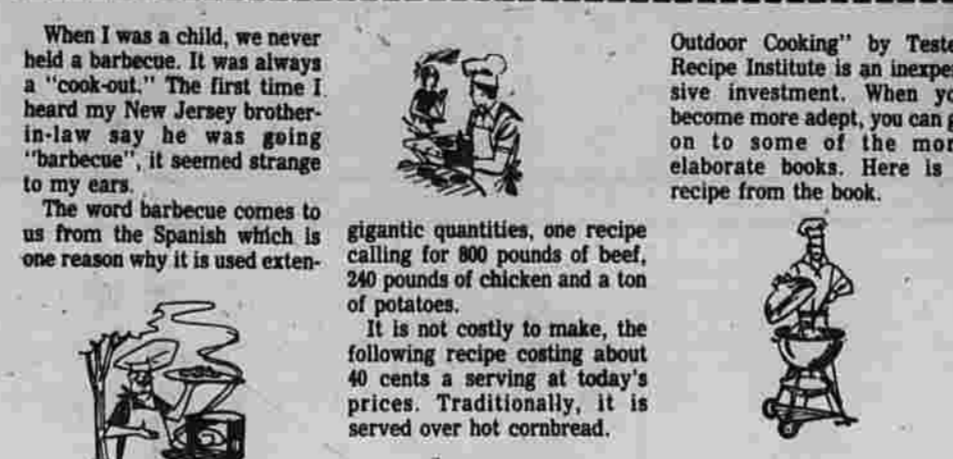 When I was a child, we never
held a barbecue. It was always
a "cook-out." The first time I
heard my New Jersey brother-
in-law say he was going
"barbecue", it seemed strange
to my ears.
The word barbecue comes to
us from the Spanish which is
one reason why it is used exten-
gigantic quantities, one recipe
calling for 800 pounds of beef,
240 pounds of chicken and a ton
of potatoes.
It is not costly to make, the
following recipe costing about
40 cents a serving at today's
prices. Traditionally, it is
served over hot cornbread.
Outdoor Cooking" by Teste
Recipe Institute is an inexpe
sive investment. When yo
become more adept, you can g
on to some of the mor
elaborate books. Here is
recipe from the book.